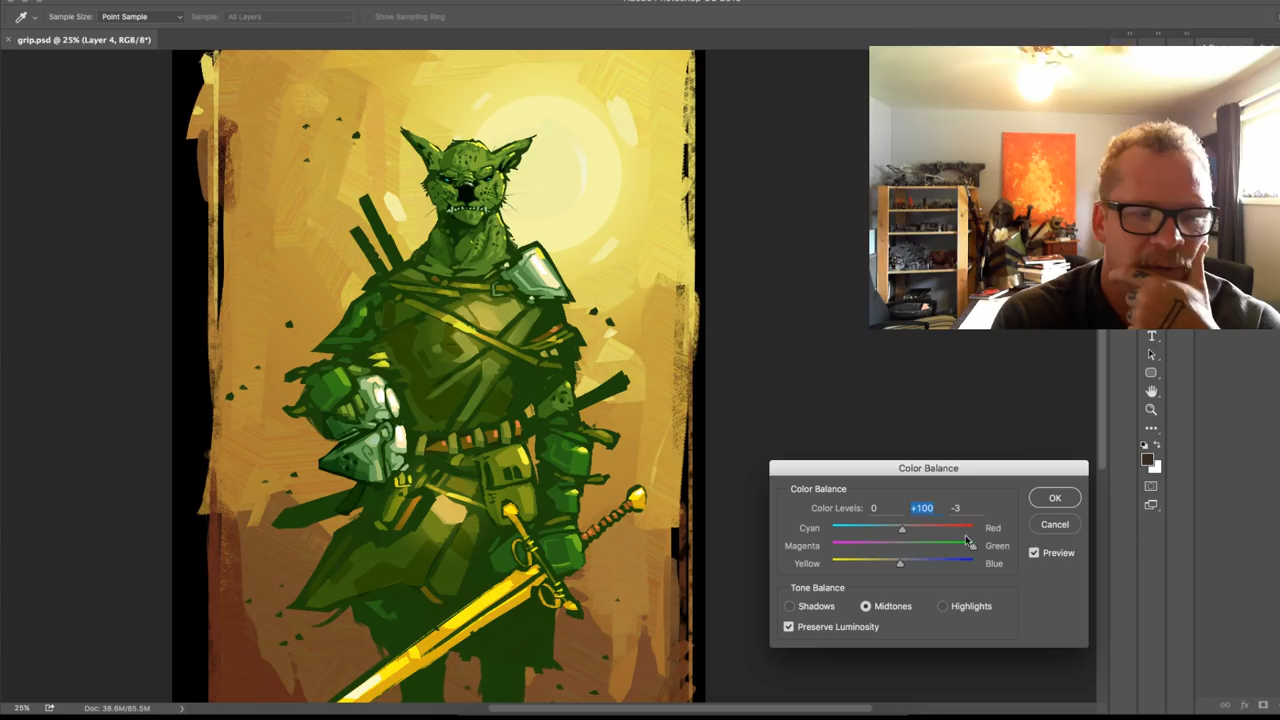 Sample Size: Point Sample Sample: All Layers Show Sampling Ring
× grip.psd @ 25% (Layer 4, RGB/8*)
T
Color Balance
Color Balance
Color Levels: 0 +100 -3
Cyan Red
Magenta Green
Yellow Blue
OK
Cancel
Preview
Tone Balance
Shadows Midtones Highlights
Preserve Luminosity
25% Doc: 38.6M/85.5M
fx